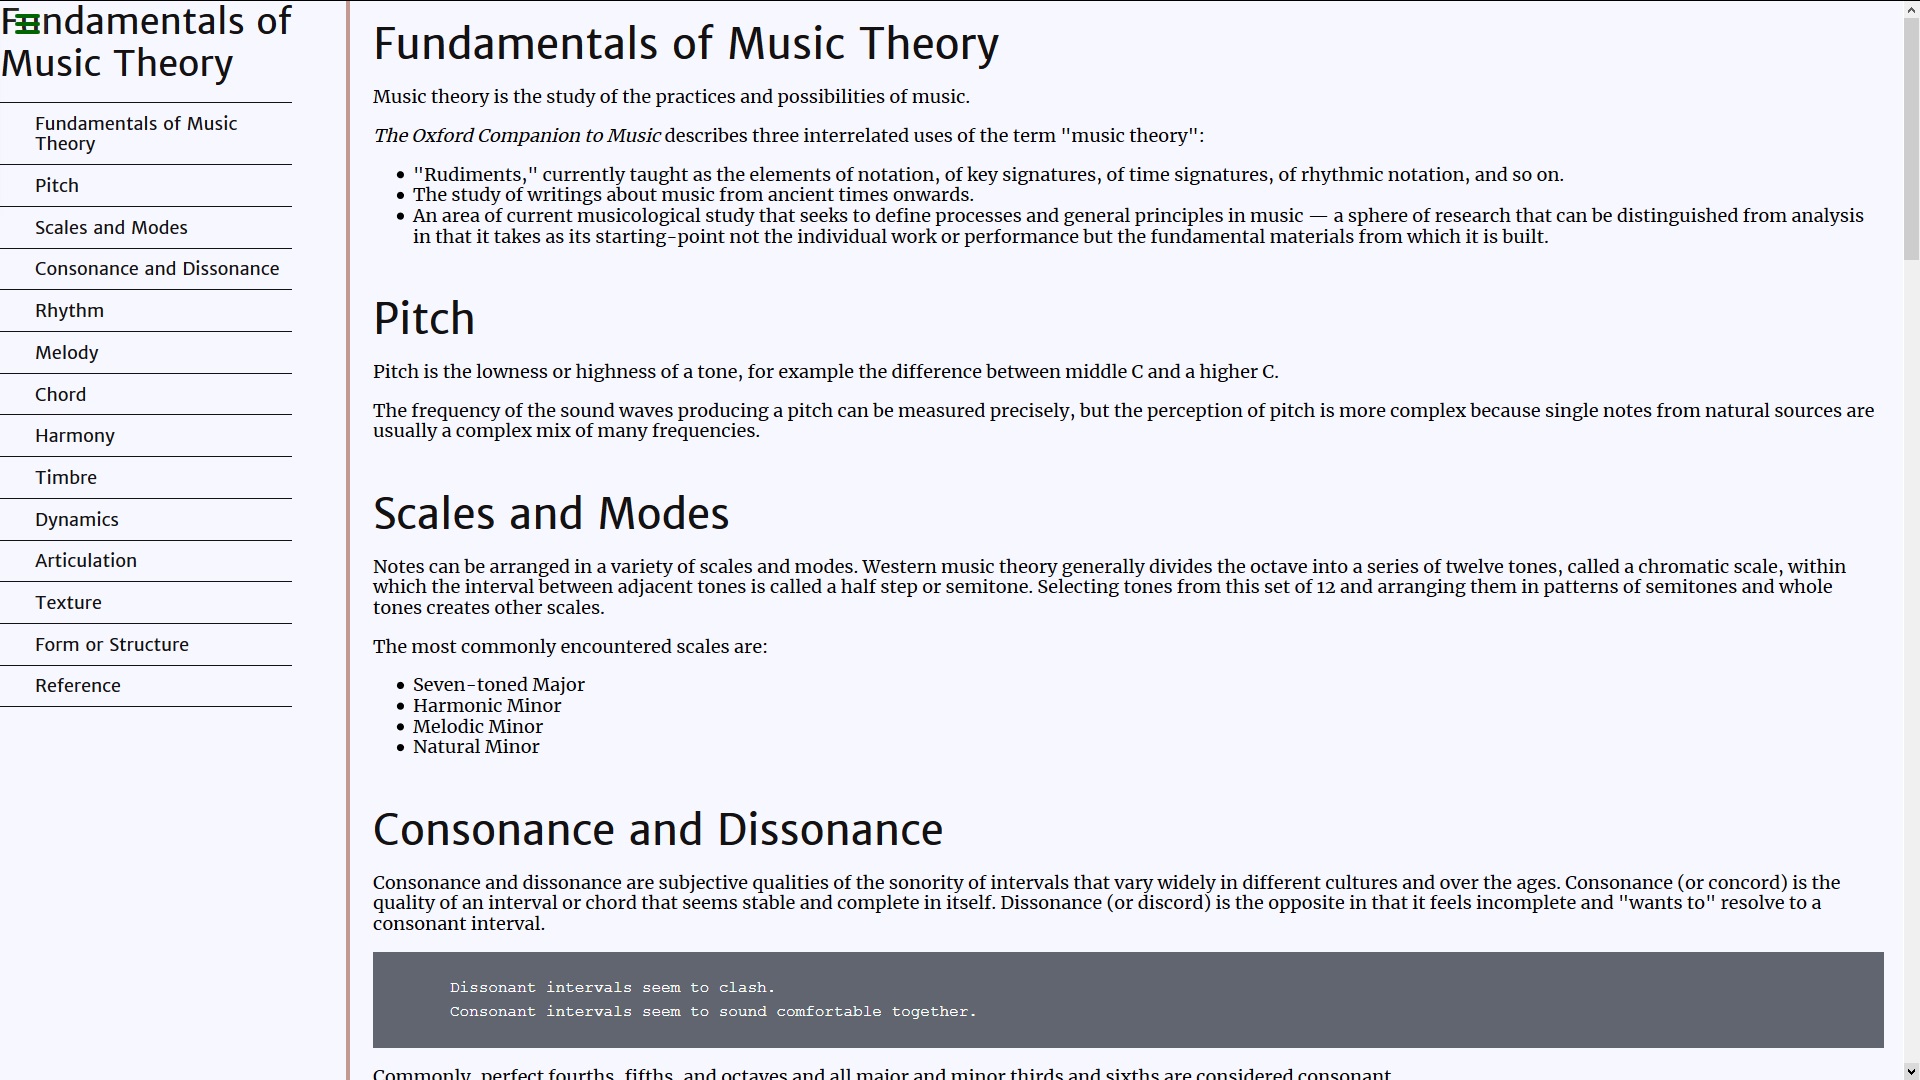 Fundamentals of
Music Theory
Fundamentals of Music
Theory
Pitch
Scales and Modes
Consonance and Dissonance
Rhythm
Melody
Chord
Harmony
Timbre
Dynamics
Articulation
Texture
Form or Structure
Reference
Fundamentals of Music Theory
Music theory is the study of the practices and possibilities of music.
The Oxford Companion to Music describes three interrelated uses of the term "music theory":
"Rudiments," currently taught as the elements of notation, of key signatures, of time signatures, of rhythmic notation, and so on.
The study of writings about music from ancient times onwards.
An area of current musicological study that seeks to define processes and general principles in music — a sphere of research that can be distinguished from analysis
in that it takes as its starting-point not the individual work or performance but the fundamental materials from which it is built.
Pitch
Pitch is the lowness or highness of a tone, for example the difference between middle C and a higher C.
The frequency of the sound waves producing a pitch can be measured precisely, but the perception of pitch is more complex because single notes from natural sources are
usually a complex mix of many frequencies.
Scales and Modes
Notes can be arranged in a variety of scales and modes. Western music theory generally divides the octave into a series of twelve tones, called a chromatic scale, within
which the interval between adjacent tones is called a half step or semitone. Selecting tones from this set of 12 and arranging them in patterns of semitones and whole
tones creates other scales.
The most commonly encountered scales are:
Seven-toned Major
Harmonic Minor
Melodic Minor
Natural Minor
Consonance and Dissonance
Consonance and dissonance are subjective qualities of the sonority of intervals that vary widely in different cultures and over the ages. Consonance (or concord) is the
quality of an interval or chord that seems stable and complete in itself. Dissonance (or discord) is the opposite in that it feels incomplete and "wants to" resolve to a
consonant interval.
Dissonant intervals seem to clash.
Consonant intervals seem to sound comfortable together.
Commonly, perfect fourths, fifths, and octaves and all major and minor thirds and sixths are considered consonant.